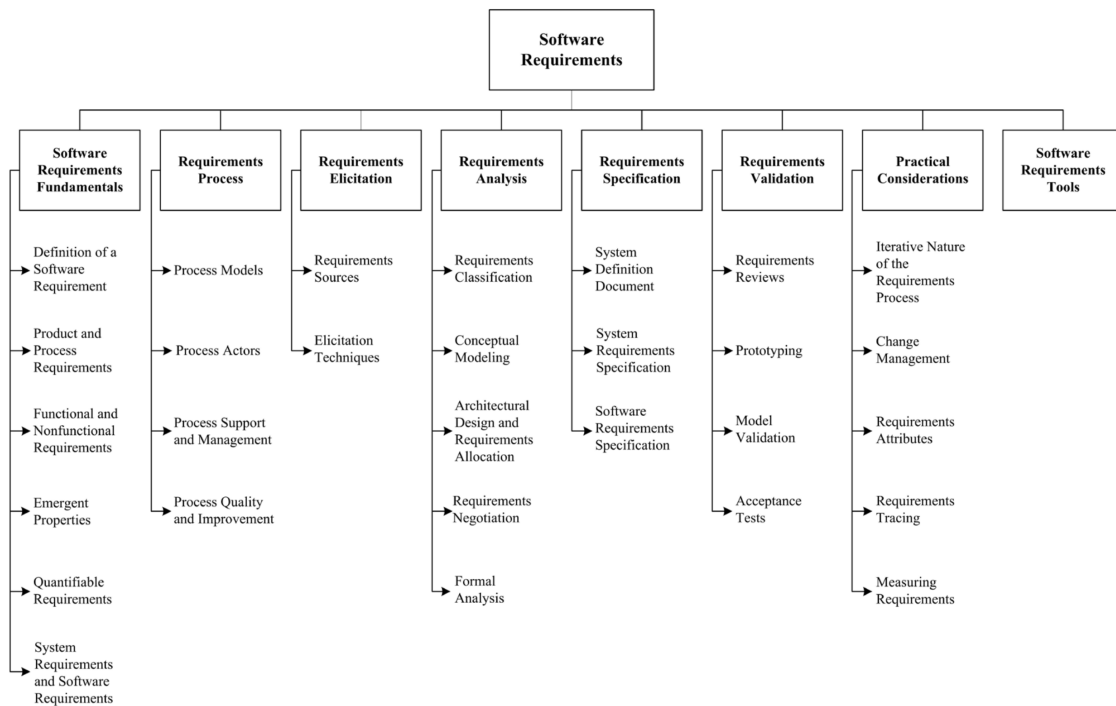 Software
Requirements
Software
Requirements
Fundamentals
Requirements
Process
Requirements
Elicitation
Requirements
Analysis
Requirements
Specification
Requirements
Validation
Practical
Considerations
Software
Requirements
Tools
Definition of a
Software
Requirement
Product and
Process
Requirements
Functional and
Nonfunctional
Requirements
Emergent
Properties
Quantifiable
Requirements
System
Requirements
and Software
Requirements
Process Models
Process Actors
Process Support
and Management
Process Quality
and Improvement
Requirements
Sources
Elicitation
Techniques
Requirements
Classification
Conceptual
Modeling
Architectural
Design and
Requirements
Allocation
Requirements
Negotiation
Formal
Analysis
System
Definition
Document
System
Requirements
Specification
Software
Requirements
Specification
Requirements
Reviews
Prototyping
Model
Validation
Acceptance
Tests
Iterative Nature
of the
Requirements
Process
Change
Management
Requirements
Attributes
Requirements
Tracing
Measuring
Requirements